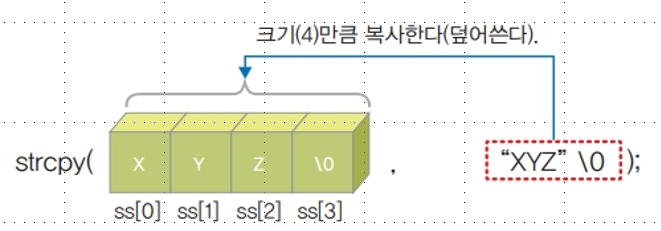 크기(4)만큼 복사한다(덮어쓴다).
strcpy( X Y Z \0 , "XYZ" \0 );
ss[0] ss[1] ss[2] ss[3]